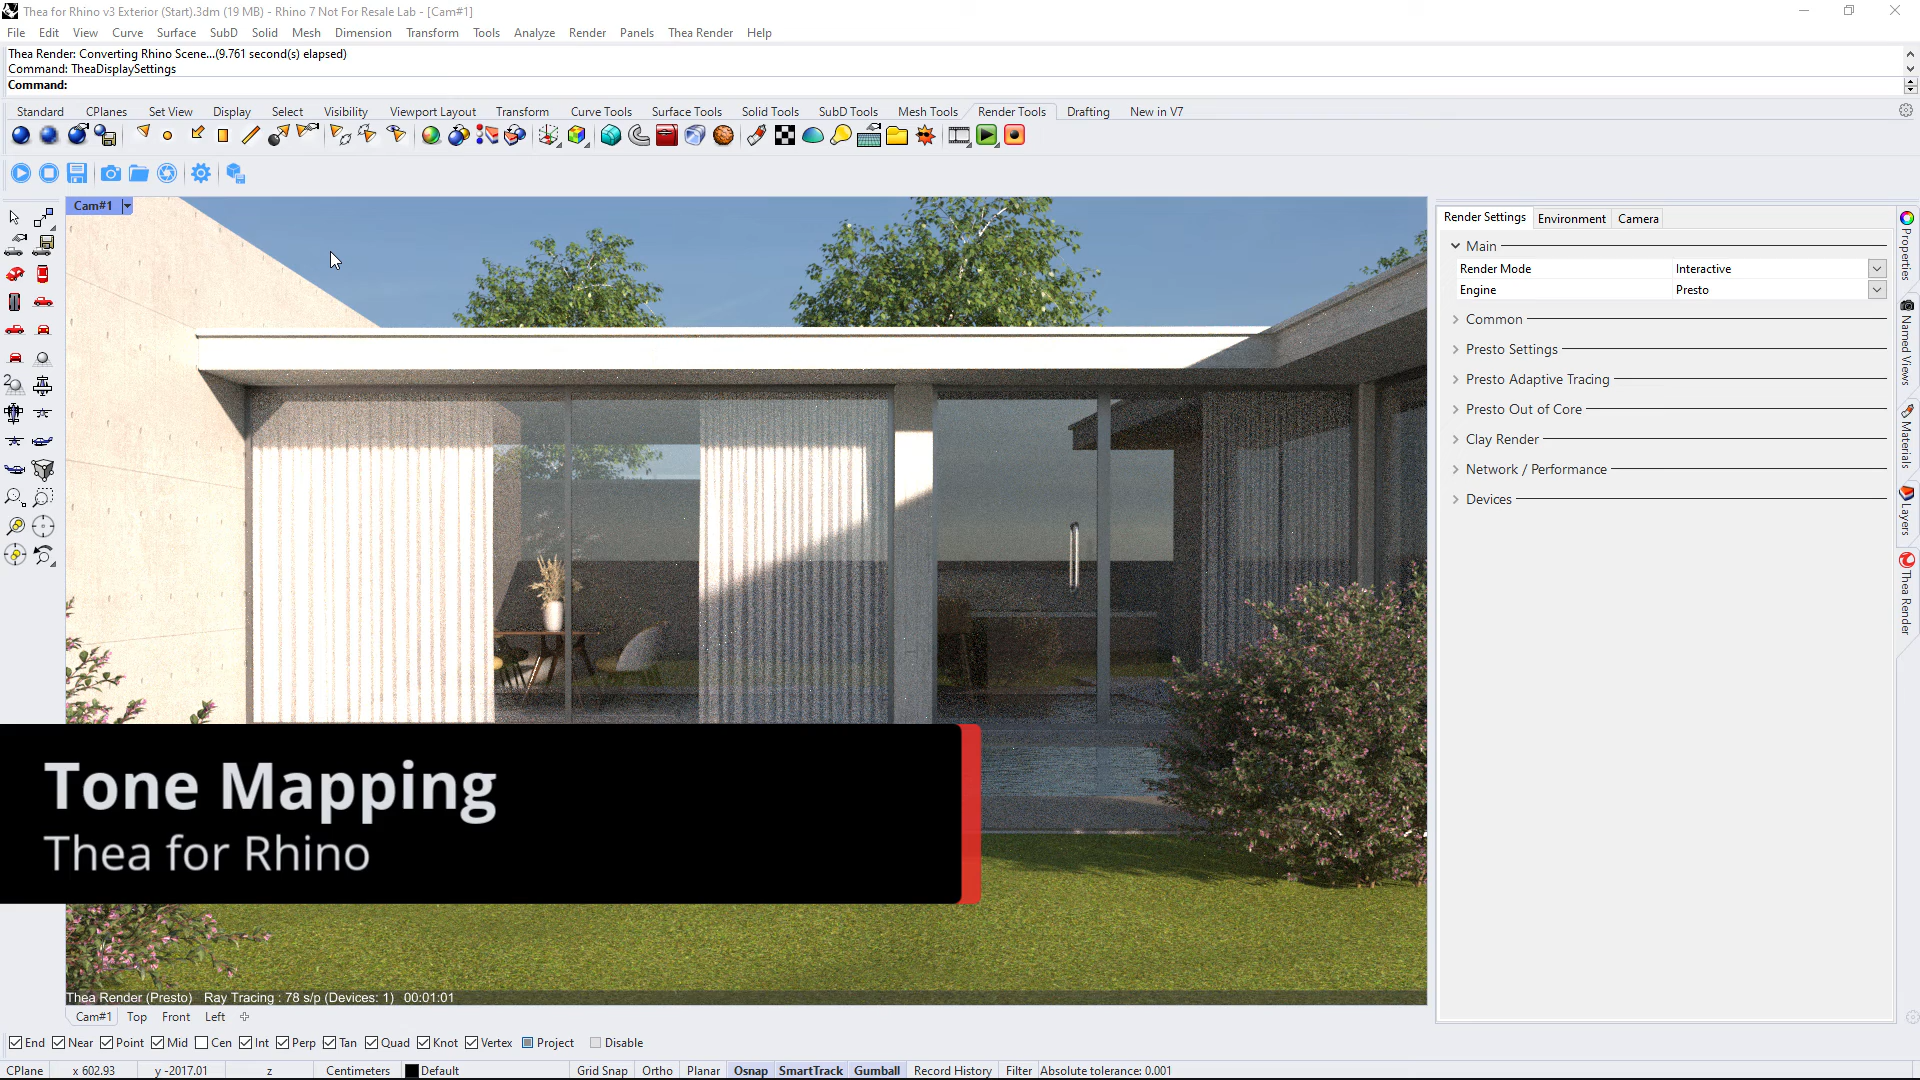 Thea for Rhino v3 Exterior (Start).3dm (19 MB) - Rhino 7 Not For Resale Lab - [Cam#1]
File Edit View Curve Surface SubD Solid Mesh Dimension Transform Tools Analyze Render Panels Thea Render Help
Thea Render: Converting Rhino Scene...(9.761 second(s) elapsed)
Command: TheaDisplaySettings
Command:
Standard CPlanes Set View Display Select Visibility Viewport Layout Transform Curve Tools Surface Tools Solid Tools SubD Tools Mesh Tools Render Tools Drafting New in V7
Cam#1
Render Settings Environment Camera
Main
Render Mode Interactive
Engine Presto
Common
Presto Settings
Presto Adaptive Tracing
Presto Out of Core
Clay Render
Network / Performance
Devices
Properties
Named Views
Materials
Layers
Thea Render
2
Tone Mapping
Thea for Rhino
Thea Render (Presto) Ray Tracing : 78 s/p (Devices: 1) 00:01:01
Cam#1 Top Front Left
End Near Point Mid Cen Int Perp Tan Quad Knot Vertex Project Disable
CPlane x 602.93 y -2017.01 z Centimeters Default Grid Snap Ortho Planar Osnap SmartTrack Gumball Record History Filter Absolute tolerance: 0.001